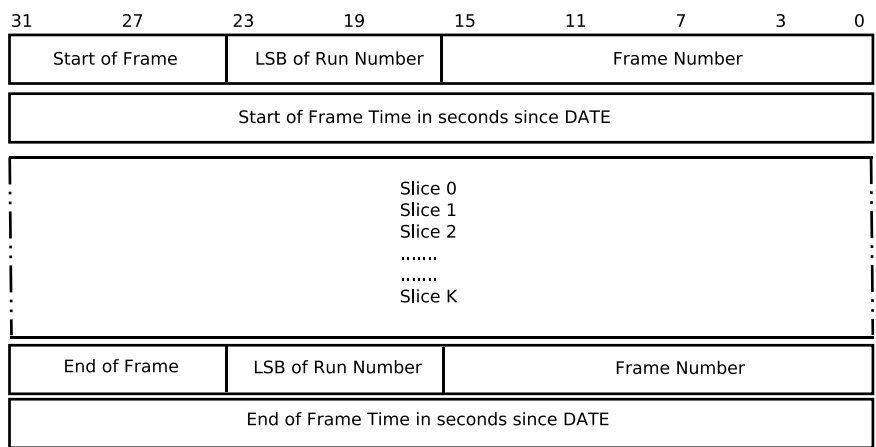 31 27 23 19 15 11 7 3 0
Start of Frame LSB of Run Number Frame Number
Start of Frame Time in seconds since DATE
Slice 0
Slice 1
Slice 2
.......
.......
Slice K
End of Frame LSB of Run Number Frame Number
End of Frame Time in seconds since DATE